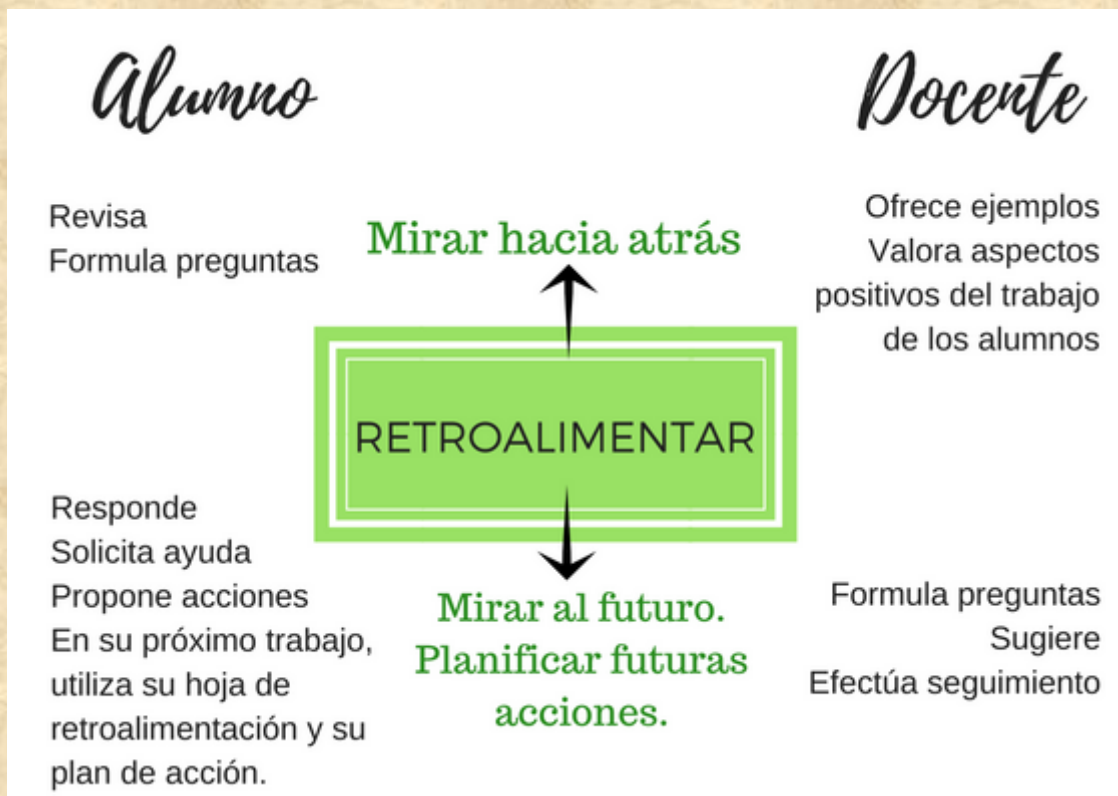 Alumno
Docente
Revisa
Formula preguntas
Mirar hacia atrás
Ofrece ejemplos
Valora aspectos
positivos del trabajo
de los alumnos
RETROALIMENTAR
Responde
Solicita ayuda
Propone acciones
En su próximo trabajo,
utiliza su hoja de
retroalimentación y su
plan de acción.
Mirar al futuro.
Planificar futuras
acciones.
Formula preguntas
Sugiere
Efectúa seguimiento